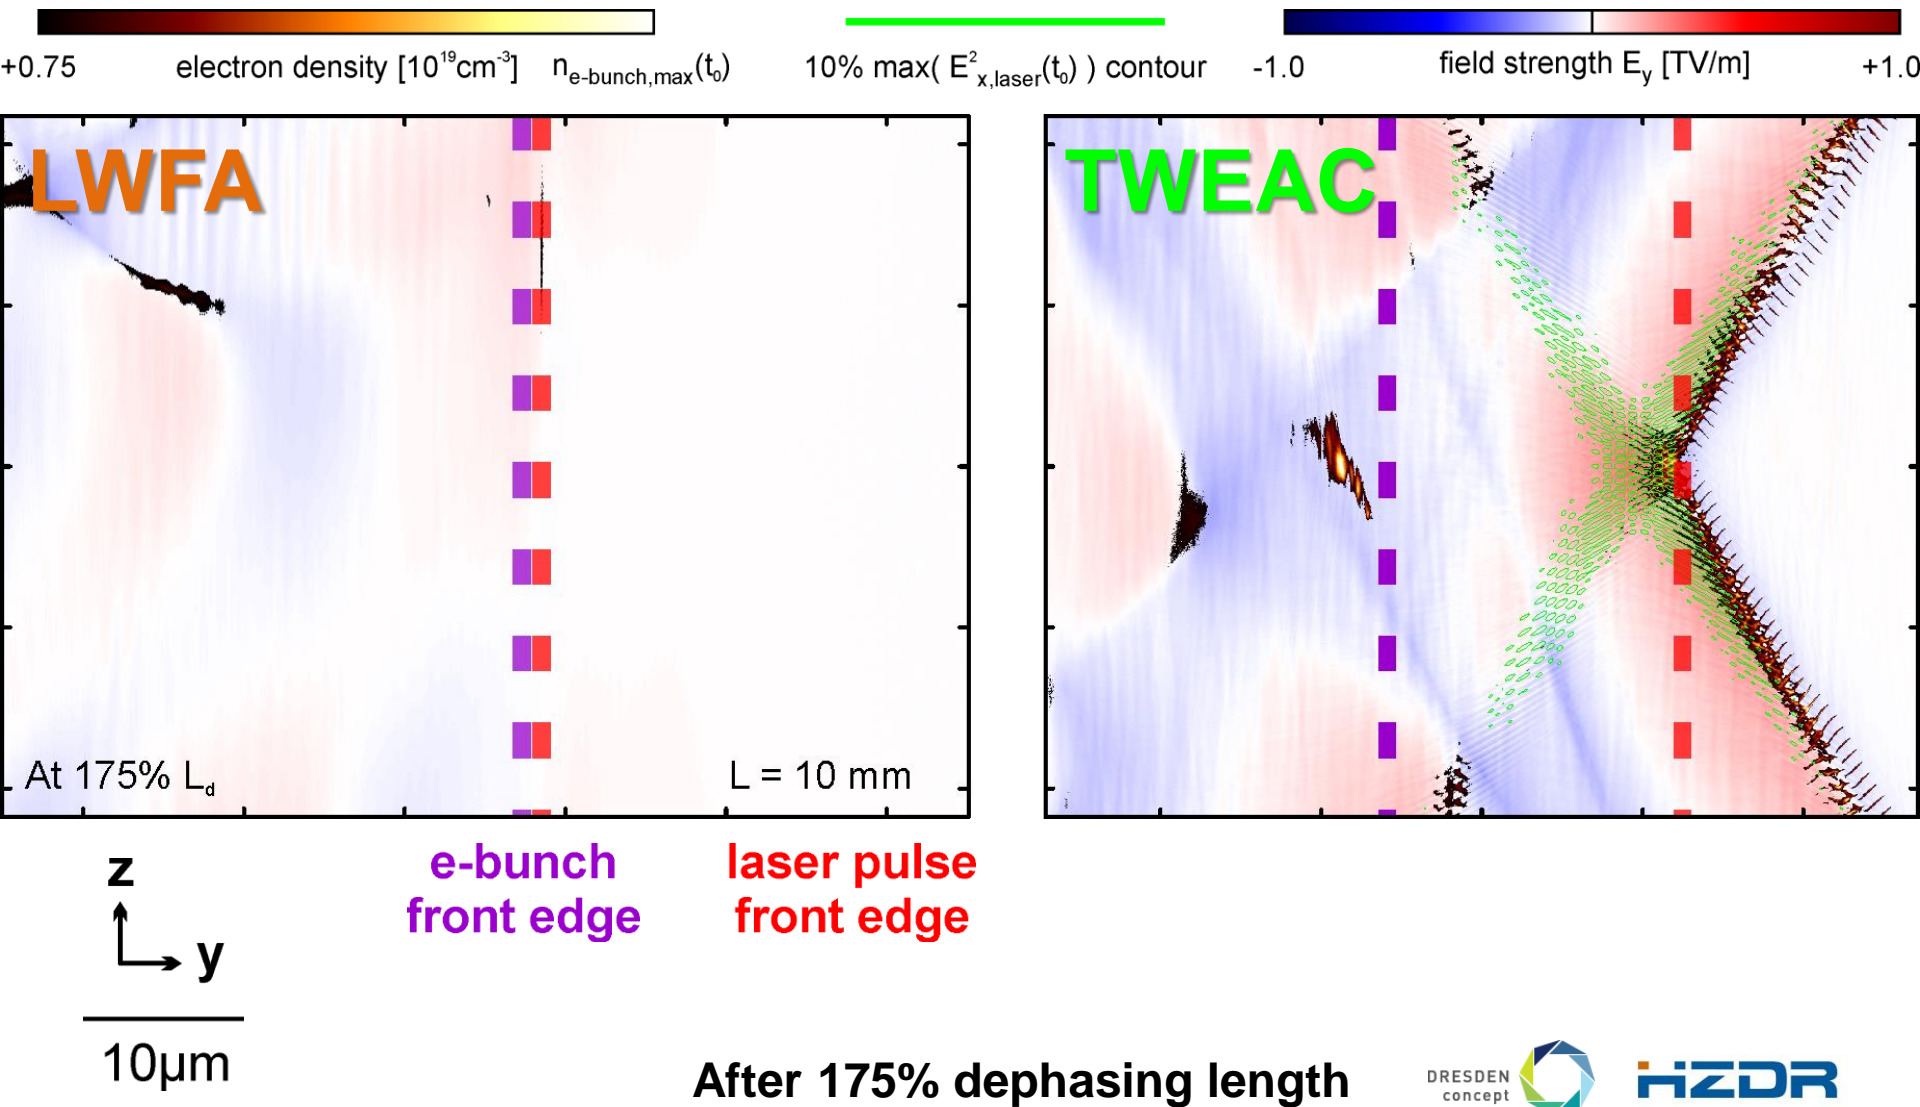 +0.75 electron density [10¹⁹cm⁻³] nₑ₋bunch,max(t₀) 10% max( E²x,laser(t₀) ) contour -1.0 field strength Ey [TV/m] +1.0
LWFA
TWEAC
At 175% Ld L = 10 mm
e-bunch
front edge
laser pulse
front edge
z
y
10µm
After 175% dephasing length
DRESDEN
concept
HZDR